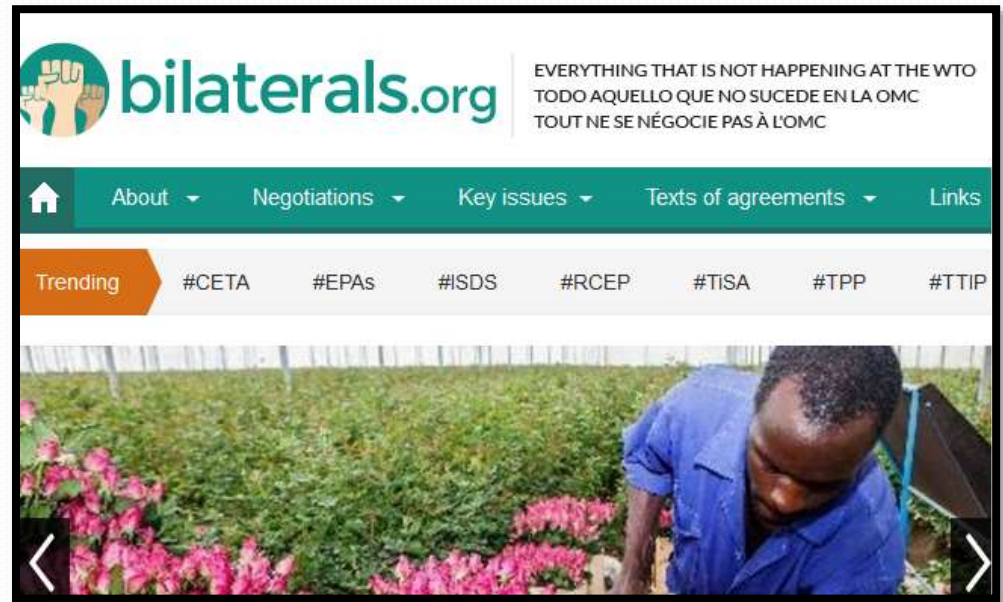 bilaterals.org
EVERYTHING THAT IS NOT HAPPENING AT THE WTO
TODO AQUELLO QUE NO SUCEDE EN LA OMC
TOUT NE SE NÉGOCIE PAS À L'OMC
About Negotiations Key issues Texts of agreements Links
Trending #CETA #EPAs #ISDS #RCEP #TiSA #TPP #TTIP